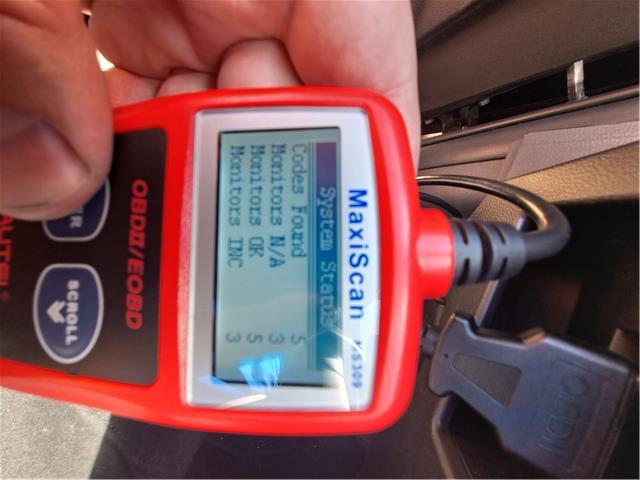 MaxiScan MS309
System Status
Codes Found 5
Monitors N/A 3
Monitors OK 5
Monitors INC 3
OBDII/EOBD
SCROLL
OBDII